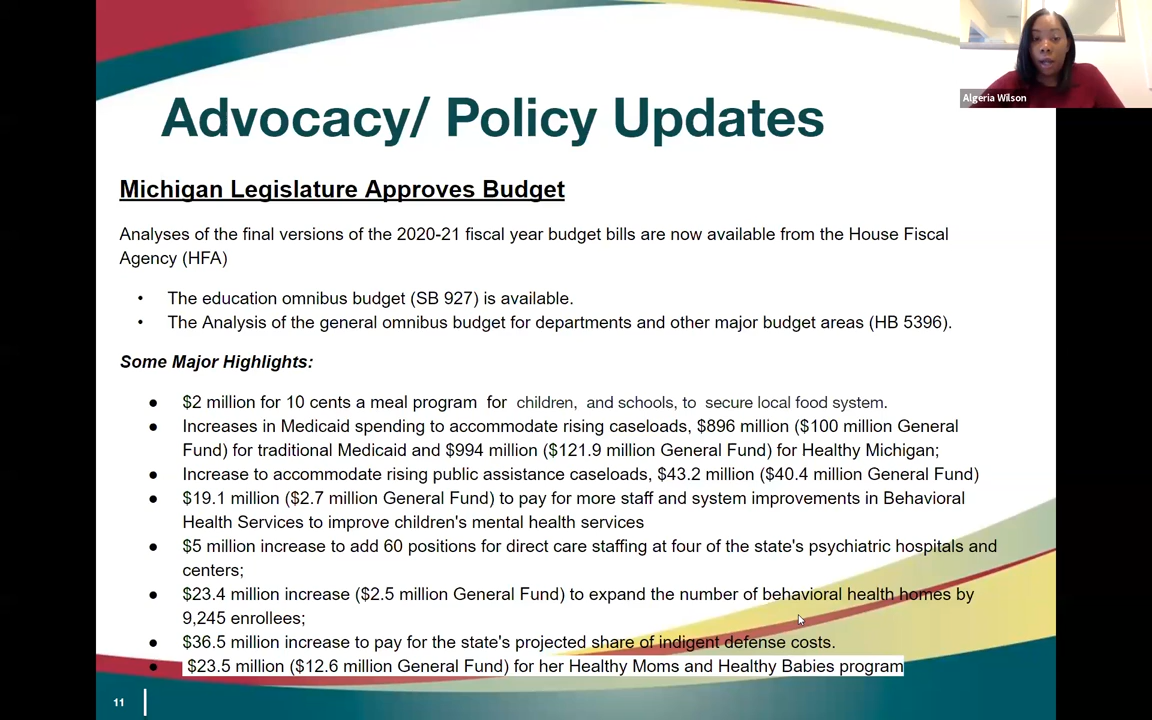 Algeria Wilson
Advocacy/ Policy Updates
Michigan Legislature Approves Budget
Analyses of the final versions of the 2020-21 fiscal year budget bills are now available from the House Fiscal
Agency (HFA)
• The education omnibus budget (SB 927) is available.
• The Analysis of the general omnibus budget for departments and other major budget areas (HB 5396).
Some Major Highlights:
● $2 million for 10 cents a meal program for children, and schools, to secure local food system.
● Increases in Medicaid spending to accommodate rising caseloads, $896 million ($100 million General
Fund) for traditional Medicaid and $994 million ($121.9 million General Fund) for Healthy Michigan;
● Increase to accommodate rising public assistance caseloads, $43.2 million ($40.4 million General Fund)
● $19.1 million ($2.7 million General Fund) to pay for more staff and system improvements in Behavioral
Health Services to improve children's mental health services
● $5 million increase to add 60 positions for direct care staffing at four of the state's psychiatric hospitals and
centers;
● $23.4 million increase ($2.5 million General Fund) to expand the number of behavioral health homes by
9,245 enrollees;
● $36.5 million increase to pay for the state's projected share of indigent defense costs.
● $23.5 million ($12.6 million General Fund) for her Healthy Moms and Healthy Babies program
11